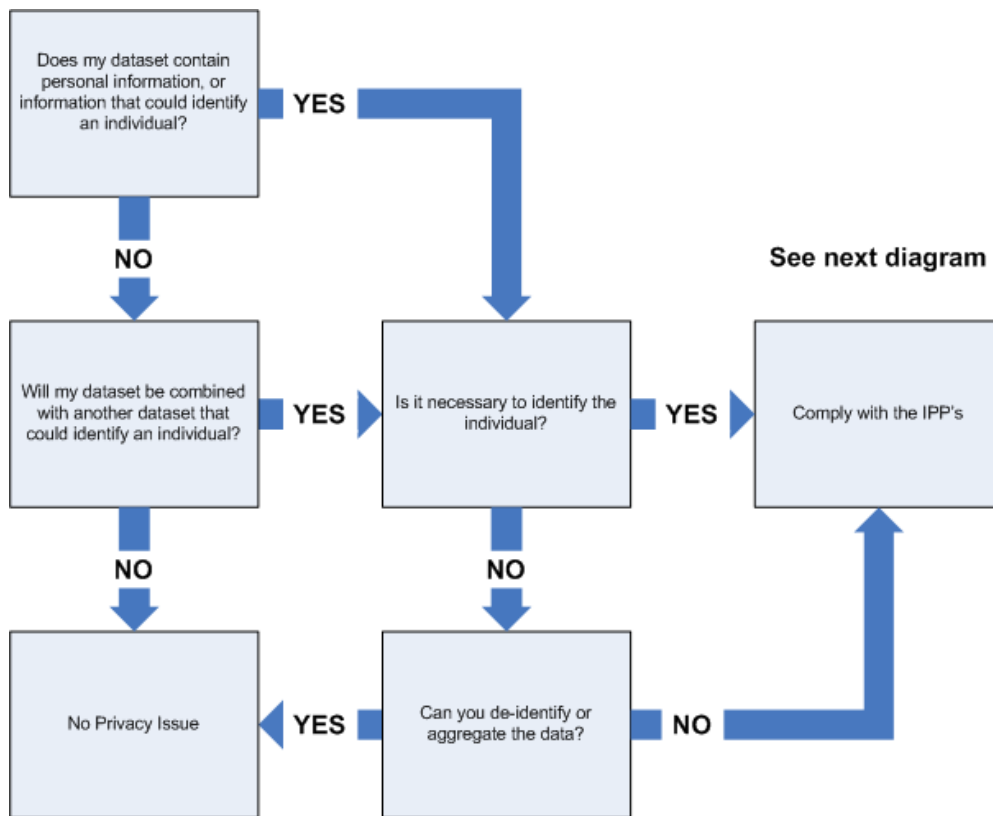 Does my dataset contain
personal information, or
information that could identify
an individual?
YES
NO
See next diagram
Will my dataset be combined
with another dataset that
could identify an individual?
YES
Is it necessary to identify the
individual?
YES
Comply with the IPP's
NO
NO
No Privacy Issue
YES
Can you de-identify or
aggregate the data?
NO